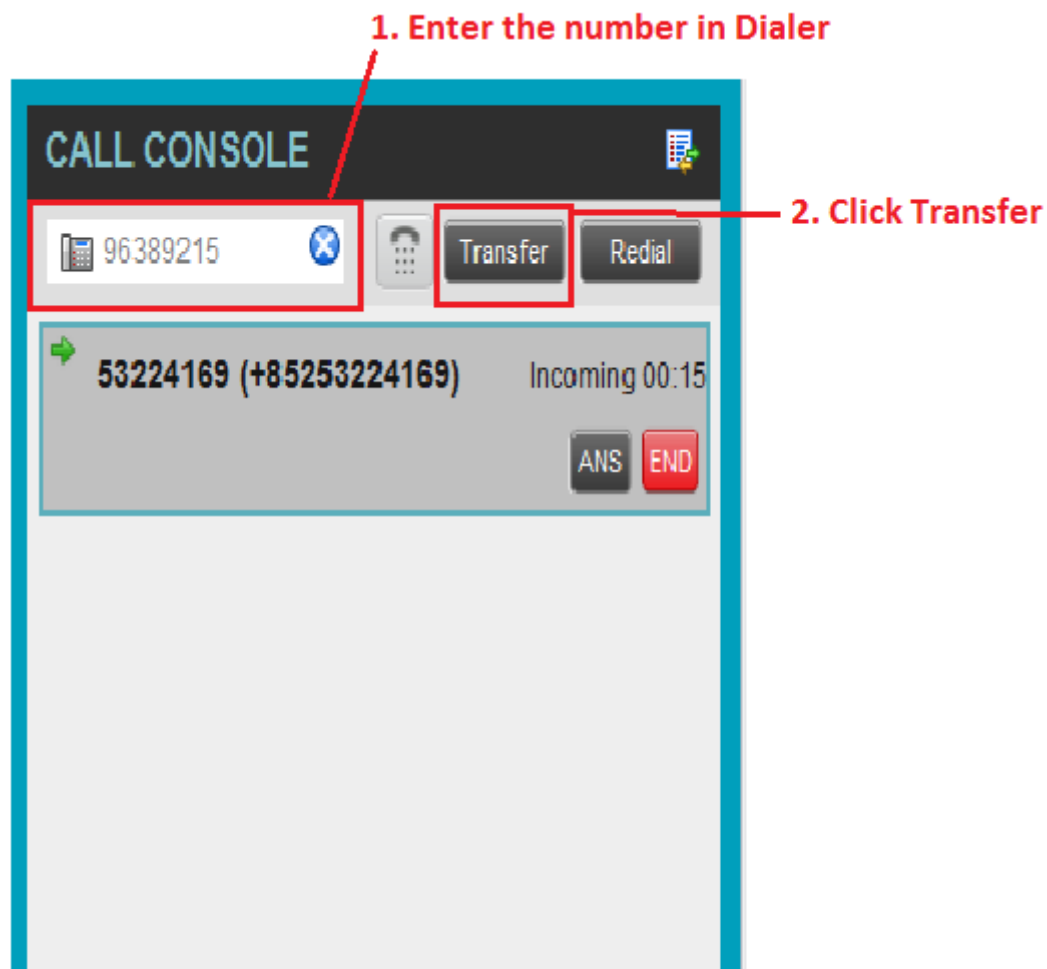 1. Enter the number in Dialer
CALL CONSOLE
2. Click Transfer
96389215
Transfer
Redial
53224169 (+85253224169)
Incoming 00:15
ANS
END